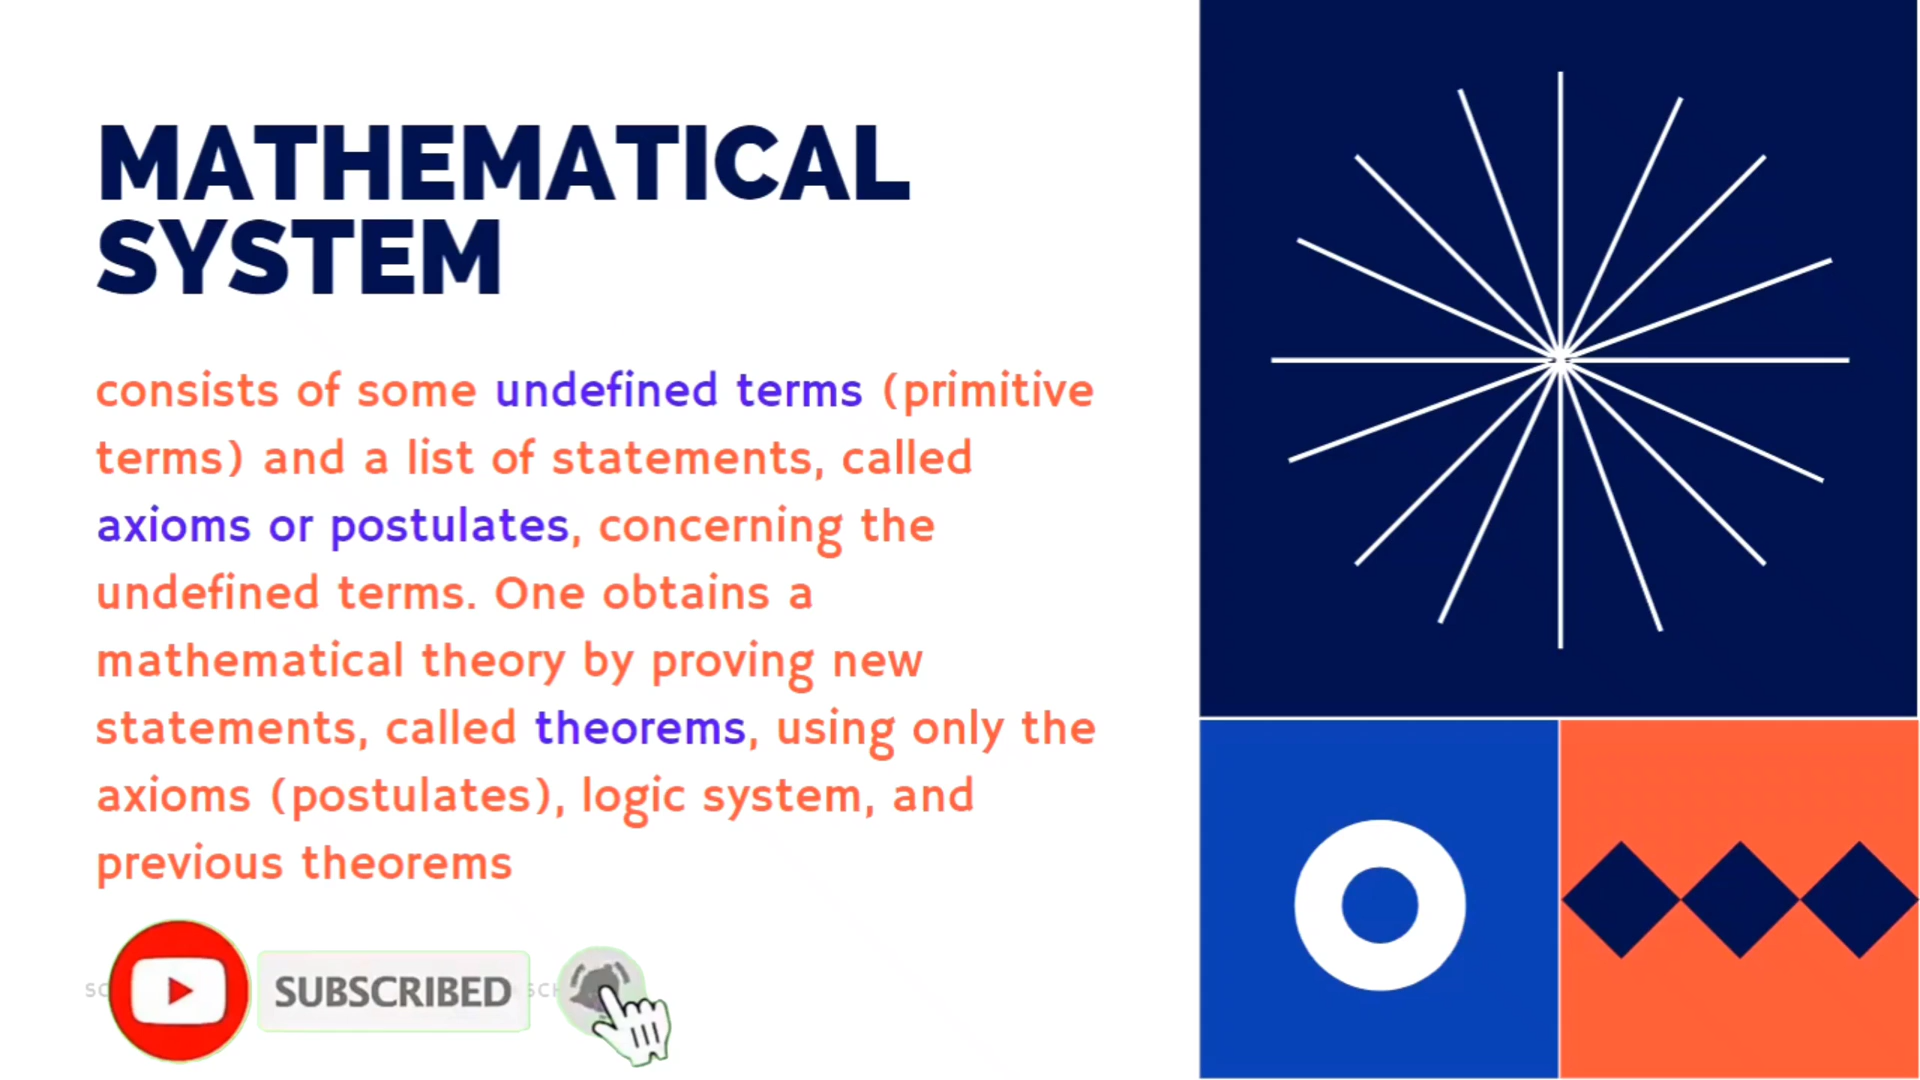 MATHEMATICAL
SYSTEM
consists of some undefined terms (primitive
terms) and a list of statements, called
axioms or postulates, concerning the
undefined terms. One obtains a
mathematical theory by proving new
statements, called theorems, using only the
axioms (postulates), logic system, and
previous theorems
SUBSCRIBED